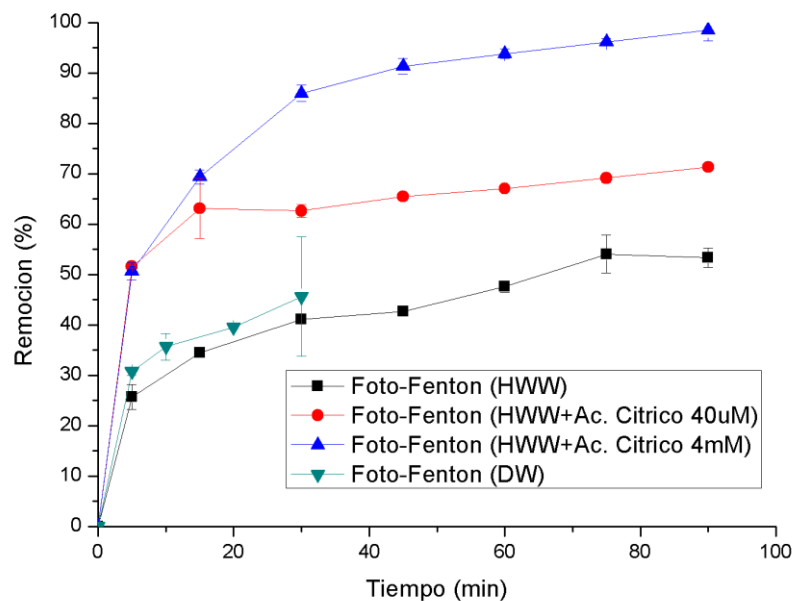 100
90
80
70
60
50
40
30
20
10
0
Remocion (%)
Foto-Fenton (HWW)
Foto-Fenton (HWW+Ac. Citrico 40uM)
Foto-Fenton (HWW+Ac. Citrico 4mM)
Foto-Fenton (DW)
0 20 40 60 80 100
Tiempo (min)